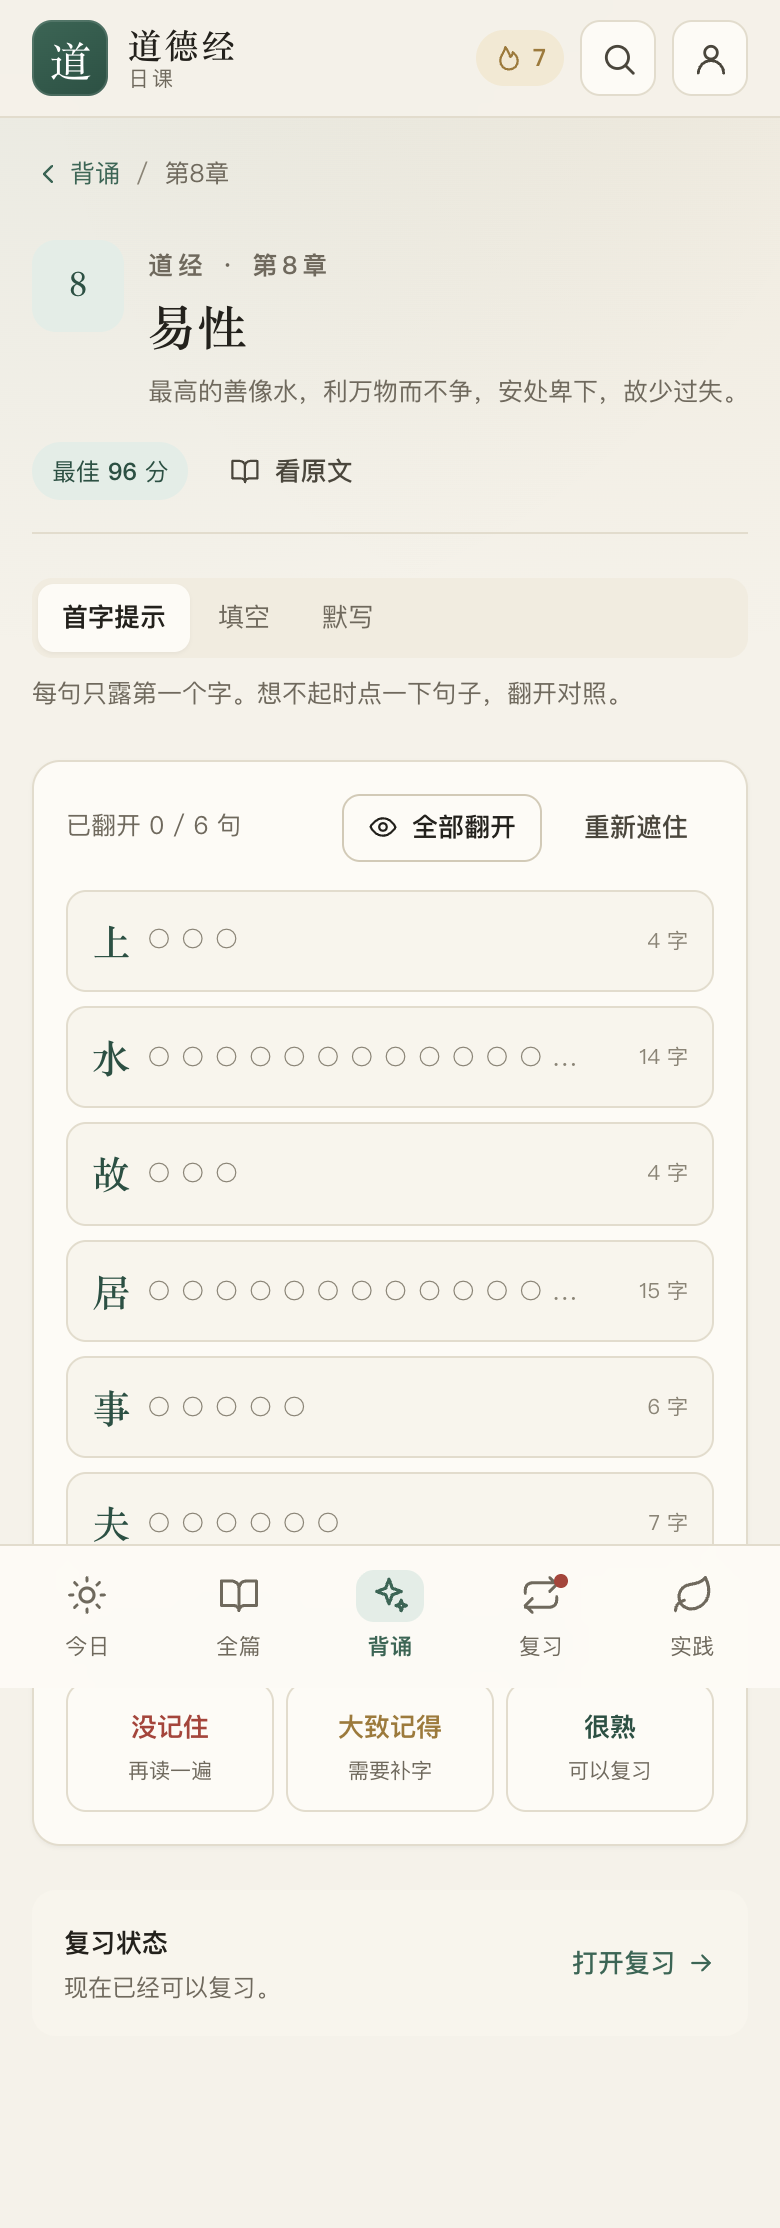 道
道德经
日课
7
背诵 / 第8章
8
道经 · 第8章
易性
最高的善像水，利万物而不争，安处卑下，故少过失。
最佳 96 分
看原文
首字提示
填空
默写
每句只露第一个字。想不起时点一下句子，翻开对照。
已翻开 0 / 6 句
全部翻开
重新遮住
上 〇〇〇 4 字
水 〇〇〇〇〇〇〇〇〇〇〇〇… 14 字
故 〇〇〇 4 字
居 〇〇〇〇〇〇〇〇〇〇〇〇… 15 字
事 〇〇〇〇〇 6 字
夫 〇〇〇〇〇〇 7 字
今日
全篇
背诵
复习
实践
没记住
再读一遍
大致记得
需要补字
很熟
可以复习
复习状态
现在已经可以复习。
打开复习 →